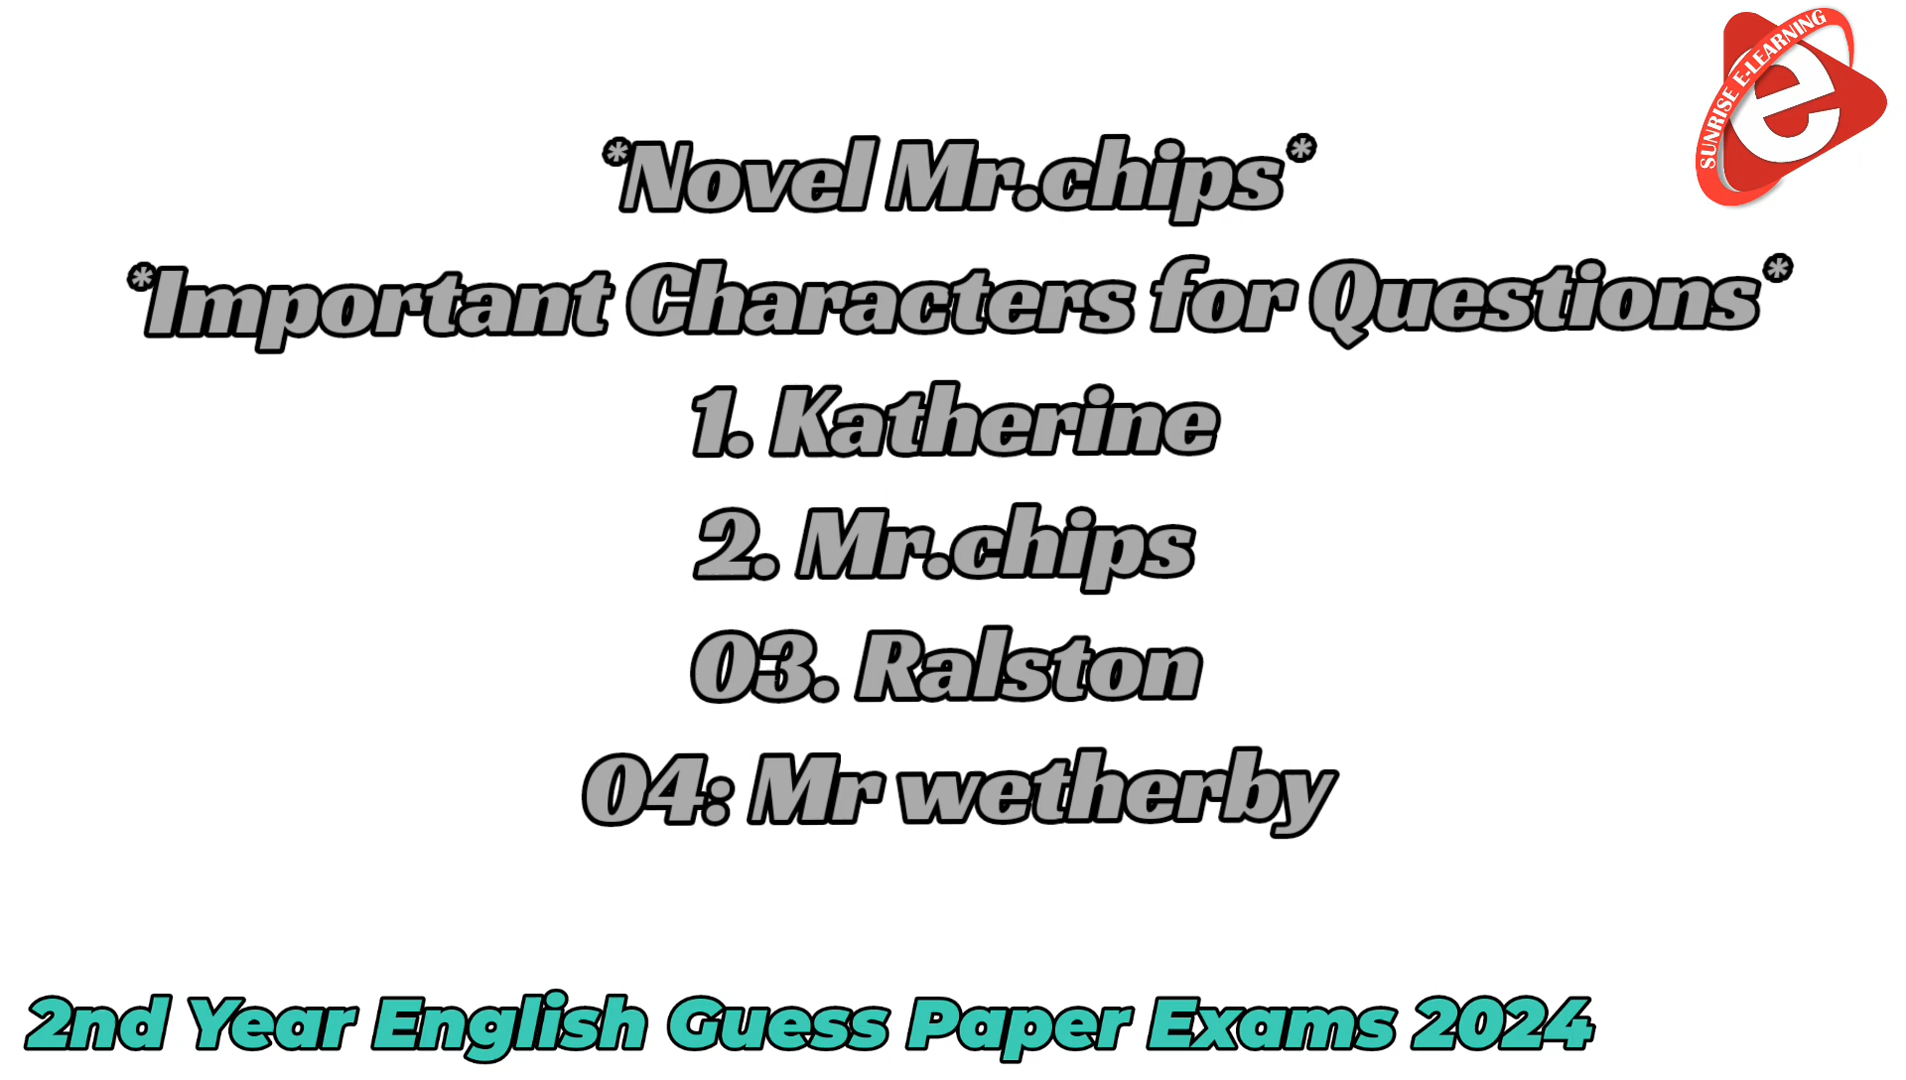 SUNRISE E-LEARNING
e
*Novel Mr.chips*
*Important Characters for Questions*
1. Katherine
2. Mr.chips
03. Ralston
04: Mr wetherby
2nd Year English Guess Paper Exams 2024